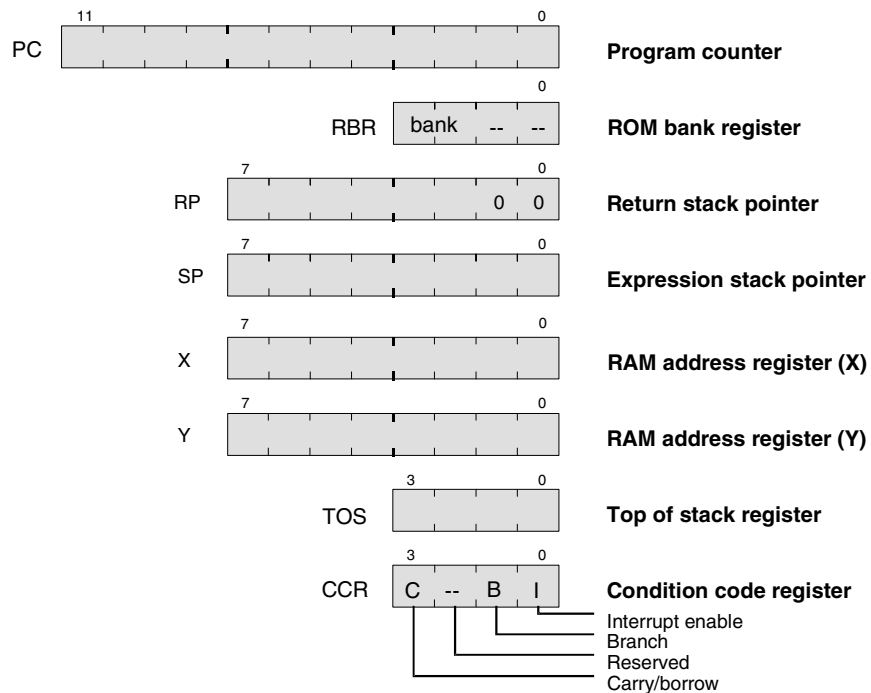 11 0
PC Program counter
0
RBR bank -- -- ROM bank register
7 0
RP 0 0 Return stack pointer
7 0
SP Expression stack pointer
7 0
X RAM address register (X)
7 0
Y RAM address register (Y)
3 0
TOS Top of stack register
3 0
CCR C -- B I Condition code register
Interrupt enable
Branch
Reserved
Carry/borrow